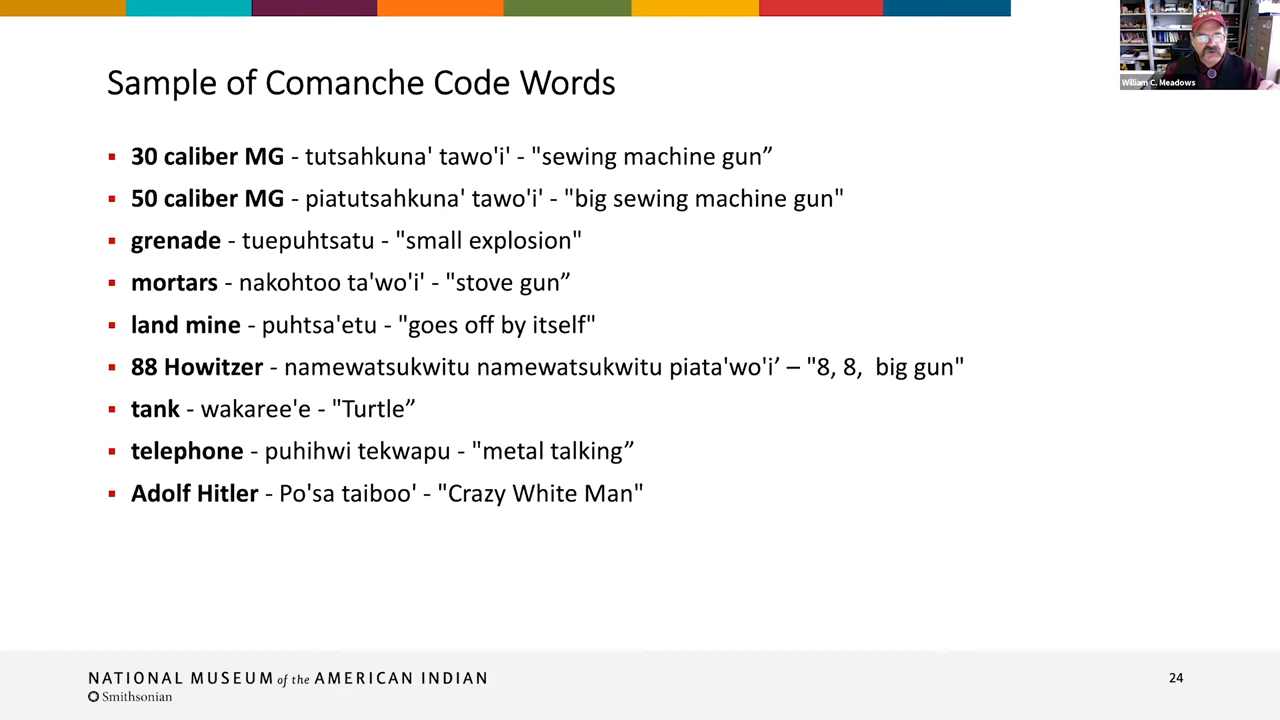 William C. Meadows
Sample of Comanche Code Words
▪ 30 caliber MG - tutsahkuna' tawo'i' - "sewing machine gun”
▪ 50 caliber MG - piatutsahkuna' tawo'i' - "big sewing machine gun"
▪ grenade - tuepuhtsatu - "small explosion"
▪ mortars - nakohtoo ta'wo'i' - "stove gun”
▪ land mine - puhtsa'etu - "goes off by itself"
▪ 88 Howitzer - namewatsukwitu namewatsukwitu piata'wo'i’ – "8, 8,  big gun"
▪ tank - wakaree'e - "Turtle”
▪ telephone - puhihwi tekwapu - "metal talking”
▪ Adolf Hitler - Po'sa taiboo' - "Crazy White Man"
NATIONAL MUSEUM of the AMERICAN INDIAN
Smithsonian
24